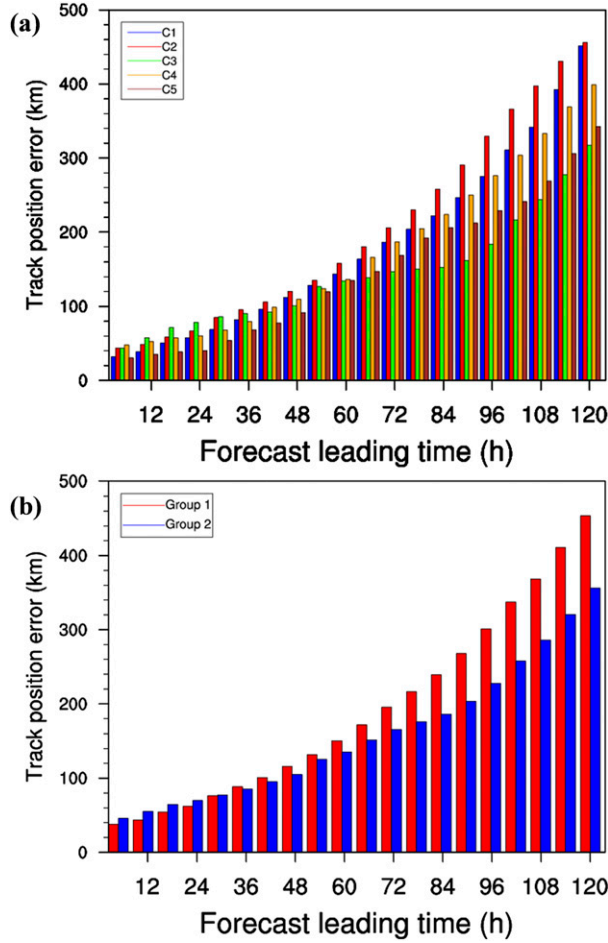 (a)
500
400
300
200
100
0
Track position error (km)
C1
C2
C3
C4
C5
12 24 36 48 60 72 84 96 108 120
Forecast leading time (h)
(b)
500
400
300
200
100
0
Track position error (km)
Group 1
Group 2
12 24 36 48 60 72 84 96 108 120
Forecast leading time (h)